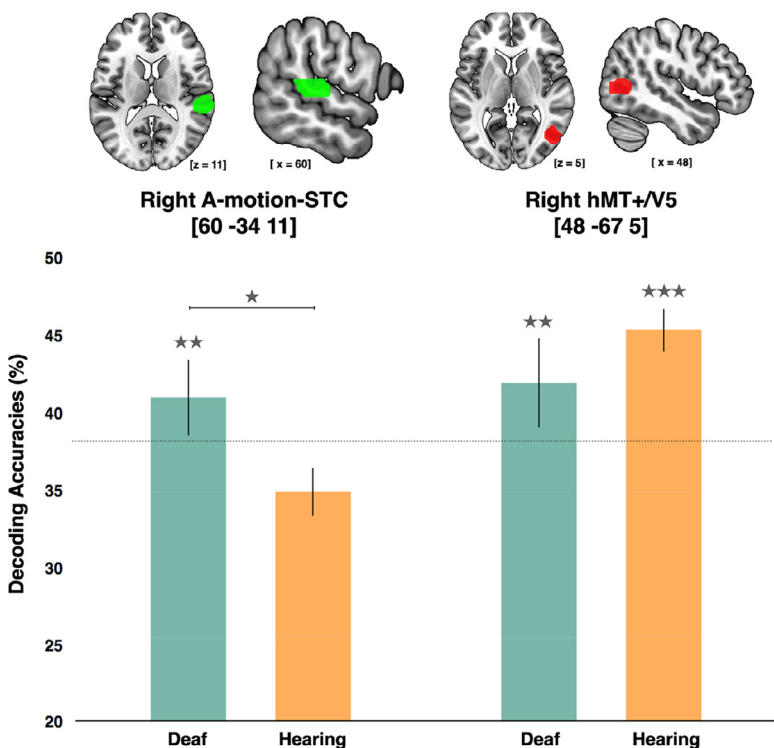 [z = 11]
[ x = 60]
[z = 5]
[ x = 48]
Right A-motion-STC
[60 -34 11]
Right hMT+/V5
[48 -67 5]
Decoding Accuracies (%)
50
45
40
35
30
25
20
★
★★
★★
★★★
Deaf
Hearing
Deaf
Hearing